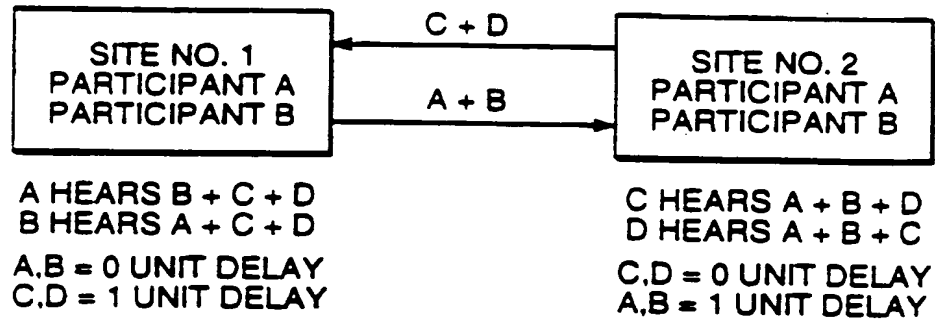 C + D
SITE NO. 1
PARTICIPANT A
PARTICIPANT B
A + B
SITE NO. 2
PARTICIPANT A
PARTICIPANT B
A HEARS B + C + D
B HEARS A + C + D
A,B = 0 UNIT DELAY
C,D = 1 UNIT DELAY
C HEARS A + B + D
D HEARS A + B + C
C,D = 0 UNIT DELAY
A,B = 1 UNIT DELAY